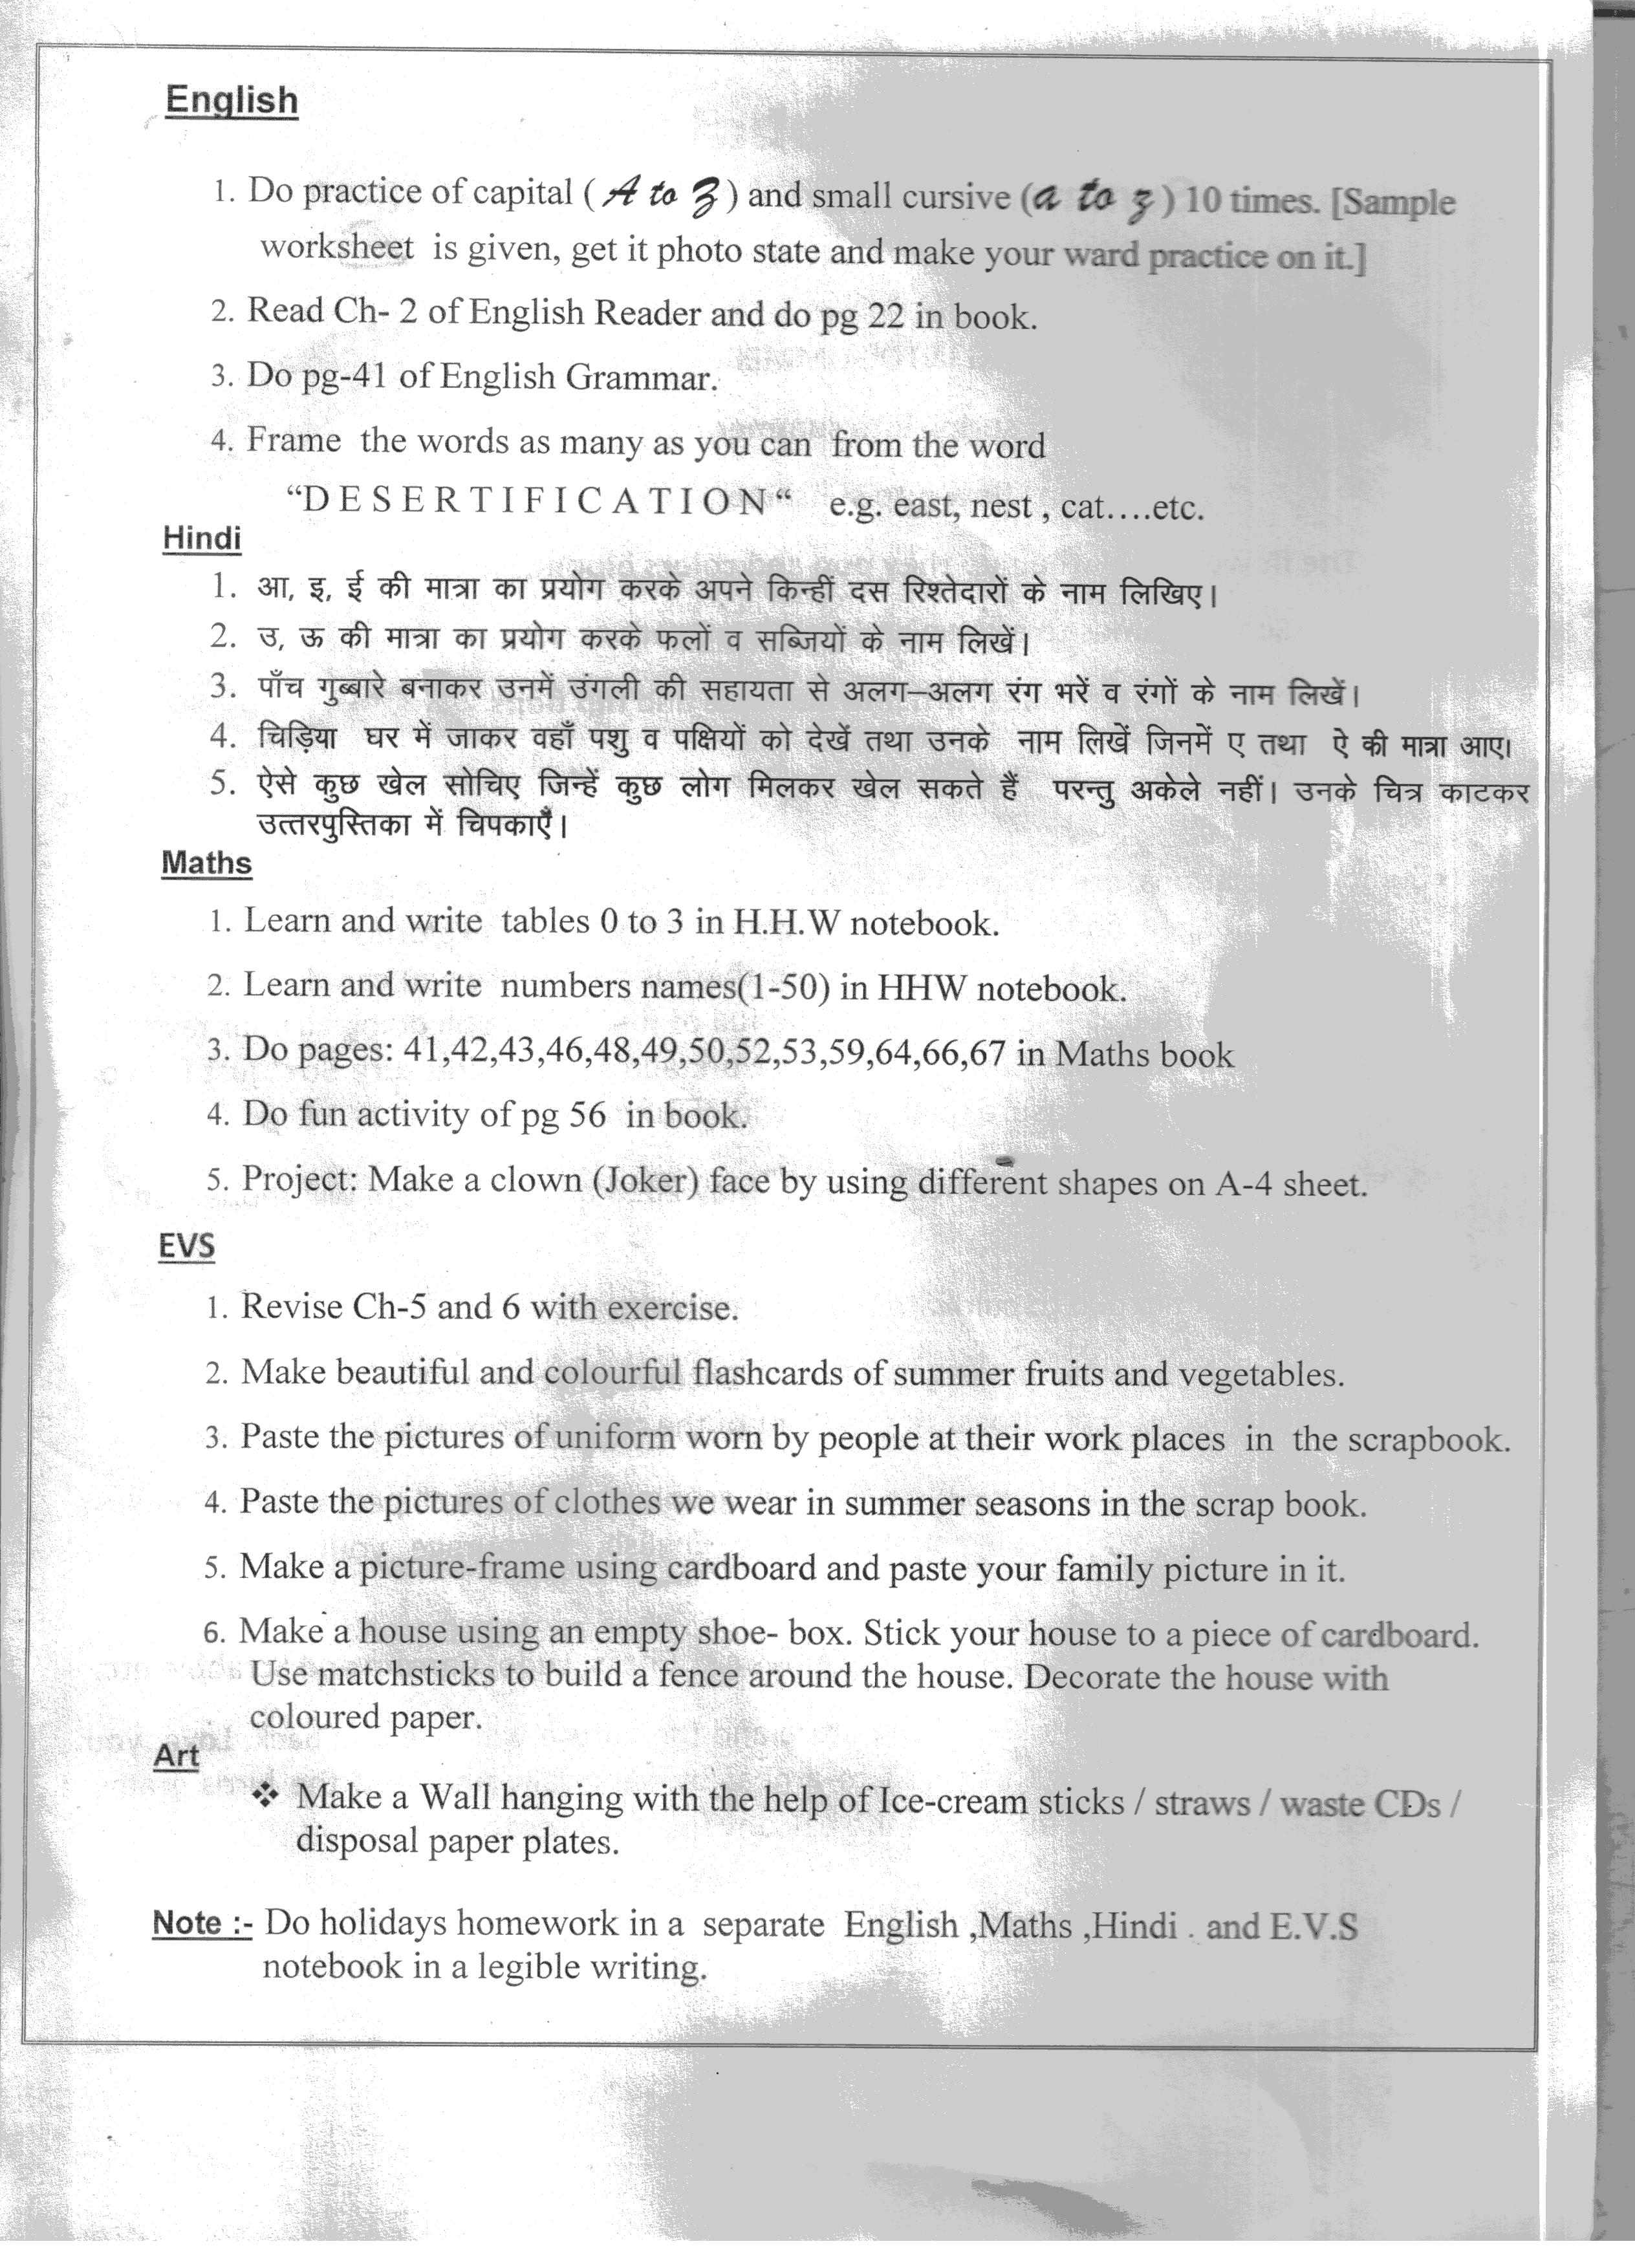 English
1. Do practice of capital ( A to Z ) and small cursive (a to z ) 10 times. [Sample
worksheet is given, get it photo state and make your ward practice on it.]
2. Read Ch- 2 of English Reader and do pg 22 in book.
3. Do pg-41 of English Grammar.
4. Frame the words as many as you can from the word
“D E S E R T I F I C A T I O N“ e.g. east, nest , cat….etc.
Hindi
1. आ, इ, ई की मात्रा का प्रयोग करके अपने किन्हीं दस रिश्तेदारों के नाम लिखिए।
2. उ, ऊ की मात्रा का प्रयोग करके फलों व सब्जियों के नाम लिखें।
3. पाँच गुब्बारे बनाकर उनमें उंगली की सहायता से अलग–अलग रंग भरें व रंगों के नाम लिखें।
4. चिड़िया घर में जाकर वहाँ पशु व पक्षियों को देखें तथा उनके नाम लिखें जिनमें ए तथा ऐ की मात्रा आए।
5. ऐसे कुछ खेल सोचिए जिन्हें कुछ लोग मिलकर खेल सकते हैं परन्तु अकेले नहीं। उनके चित्र काटकर
उत्तरपुस्तिका में चिपकाएँ।
Maths
1. Learn and write tables 0 to 3 in H.H.W notebook.
2. Learn and write numbers names(1-50) in HHW notebook.
3. Do pages: 41,42,43,46,48,49,50,52,53,59,64,66,67 in Maths book
4. Do fun activity of pg 56 in book.
5. Project: Make a clown (Joker) face by using different shapes on A-4 sheet.
EVS
1. Revise Ch-5 and 6 with exercise.
2. Make beautiful and colourful flashcards of summer fruits and vegetables.
3. Paste the pictures of uniform worn by people at their work places in the scrapbook.
4. Paste the pictures of clothes we wear in summer seasons in the scrap book.
5. Make a picture-frame using cardboard and paste your family picture in it.
6. Make a house using an empty shoe- box. Stick your house to a piece of cardboard.
Use matchsticks to build a fence around the house. Decorate the house with
coloured paper.
Art
❖ Make a Wall hanging with the help of Ice-cream sticks / straws / waste CDs /
disposal paper plates.
Note :- Do holidays homework in a separate English ,Maths ,Hindi . and E.V.S
notebook in a legible writing.